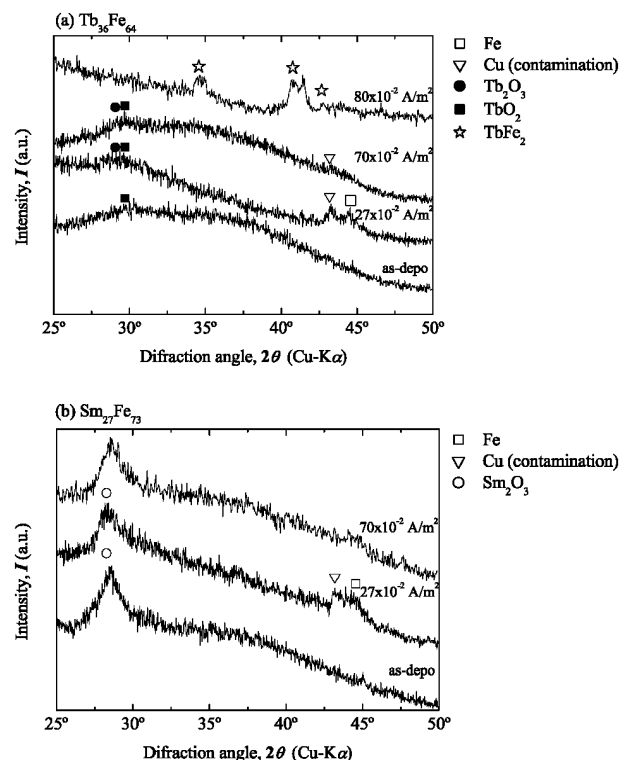 (a) Tb₃₆Fe₆₄
Intensity, I (a.u.)
80x10⁻² A/m²
70x10⁻² A/m²
27x10⁻² A/m²
as-depo
□ Fe
▽ Cu (contamination)
● Tb₂O₃
■ TbO₂
☆ TbFe₂
25° 30° 35° 40° 45° 50°
Difraction angle, 2θ (Cu-Kα)
(b) Sm₂₇Fe₇₃
Intensity, I (a.u.)
70x10⁻² A/m²
27x10⁻² A/m²
as-depo
□ Fe
▽ Cu (contamination)
○ Sm₂O₃
25° 30° 35° 40° 45° 50°
Difraction angle, 2θ (Cu-Kα)